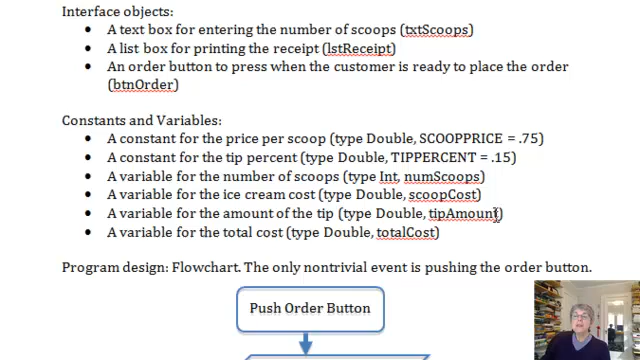 Interface objects:
• A text box for entering the number of scoops (txtScoops)
• A list box for printing the receipt (lstReceipt)
• An order button to press when the customer is ready to place the order
(btnOrder)
Constants and Variables:
• A constant for the price per scoop (type Double, SCOOPPRICE = .75)
• A constant for the tip percent (type Double, TIPPERCENT = .15)
• A variable for the number of scoops (type Int, numScoops)
• A variable for the ice cream cost (type Double, scoopCost)
• A variable for the amount of the tip (type Double, tipAmount)
• A variable for the total cost (type Double, totalCost)
Program design: Flowchart. The only nontrivial event is pushing the order button.
Push Order Button